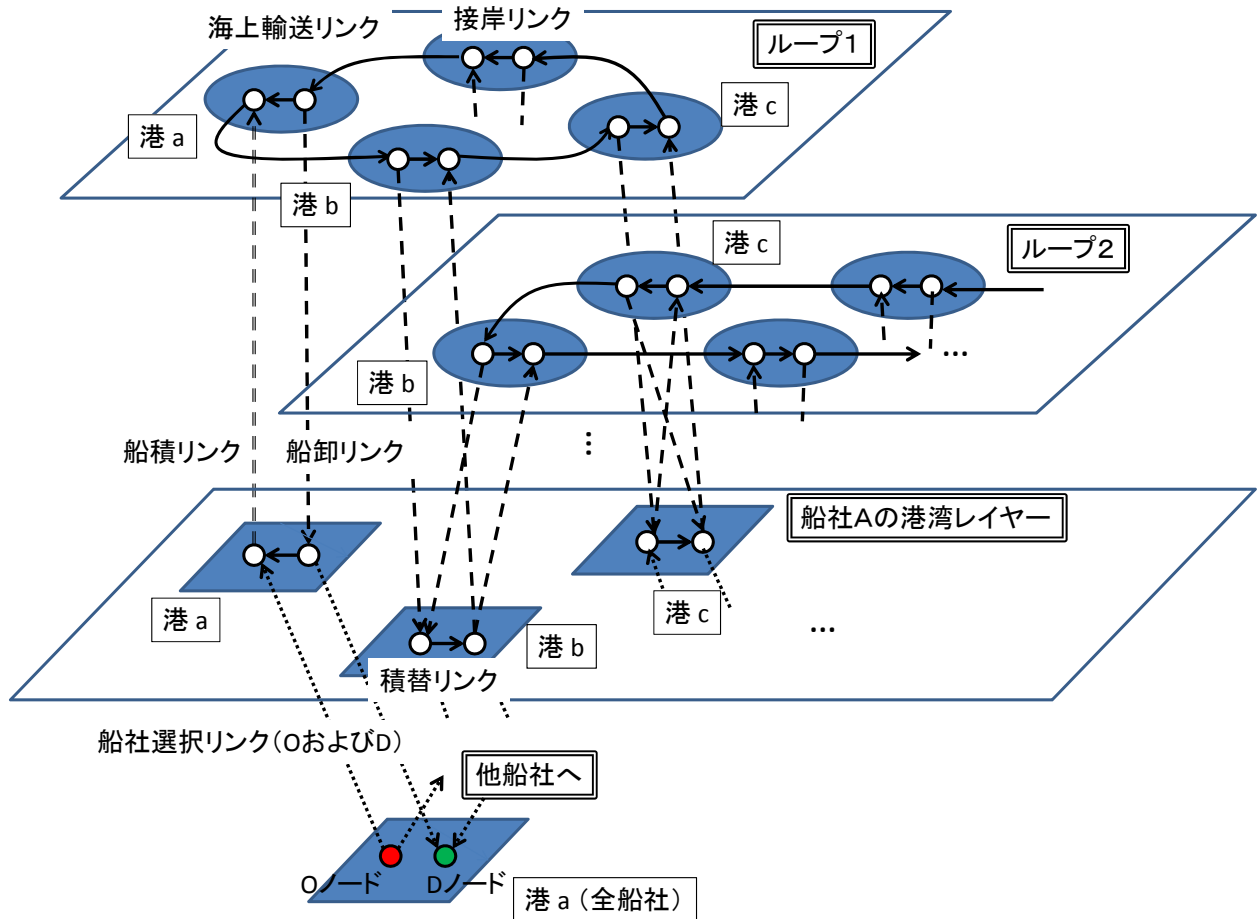 海上輸送リンク
接岸リンク
ループ1
港 a
港 c
港 b
港 c
ループ2
港 b
...
...
船積リンク
船卸リンク
船社Aの港湾レイヤー
港 a
港 c
港 b
...
積替リンク
船社選択リンク(OおよびD)
他船社へ
Oノード
Dノード
港 a (全船社)